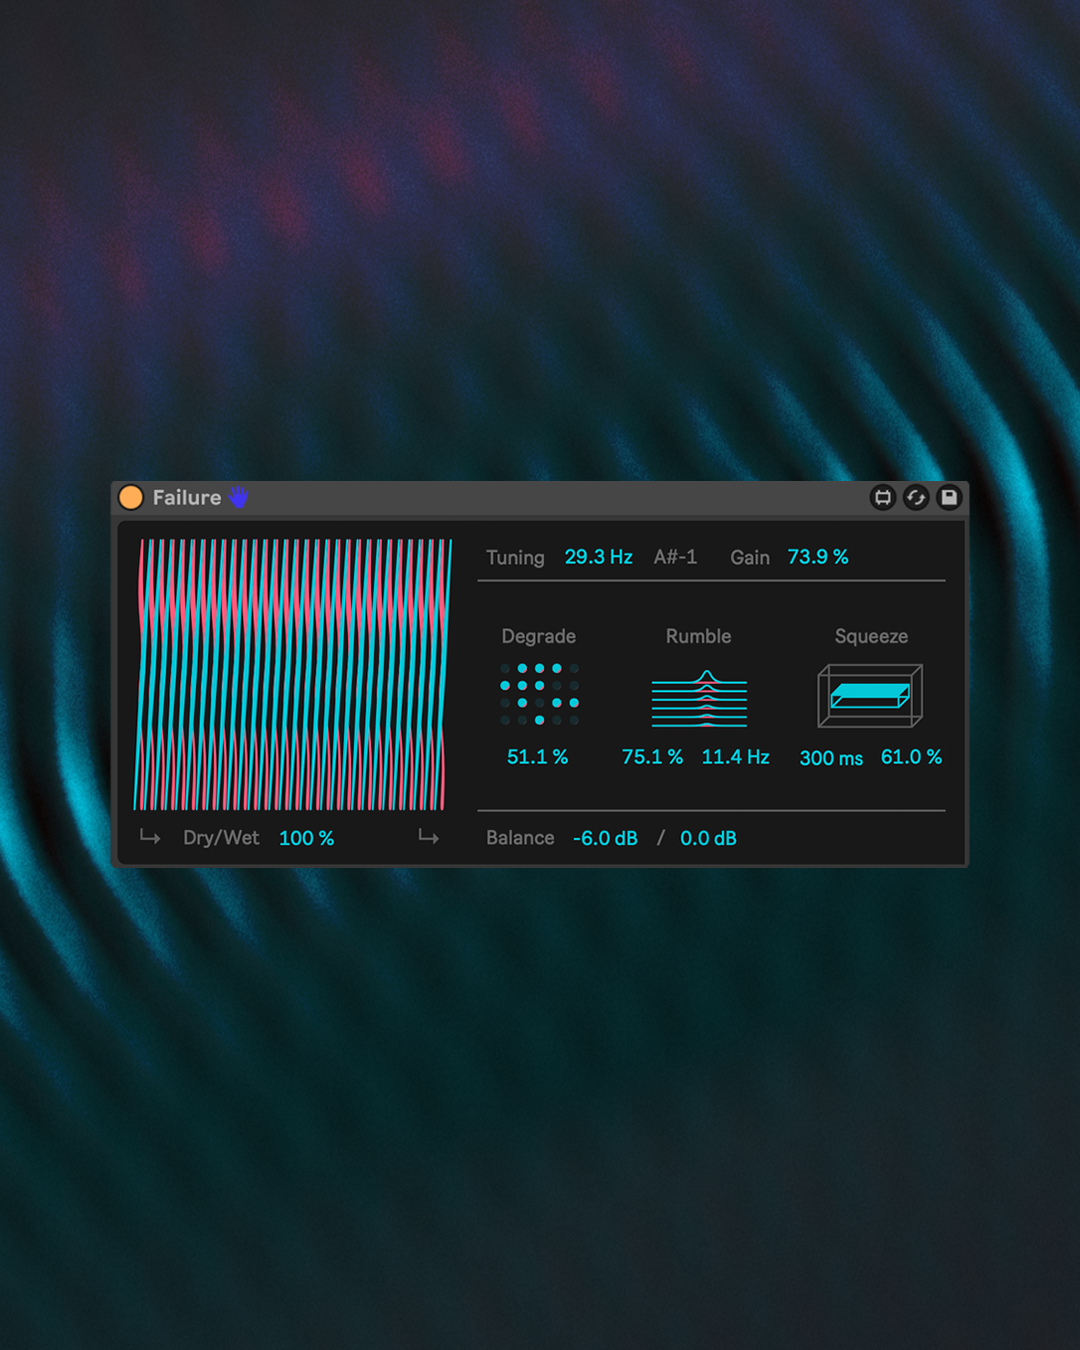 Failure
Tuning 29.3 Hz A#-1 Gain 73.9 %
Degrade Rumble Squeeze
51.1 % 75.1 % 11.4 Hz 300 ms 61.0 %
Dry/Wet 100 % Balance -6.0 dB / 0.0 dB